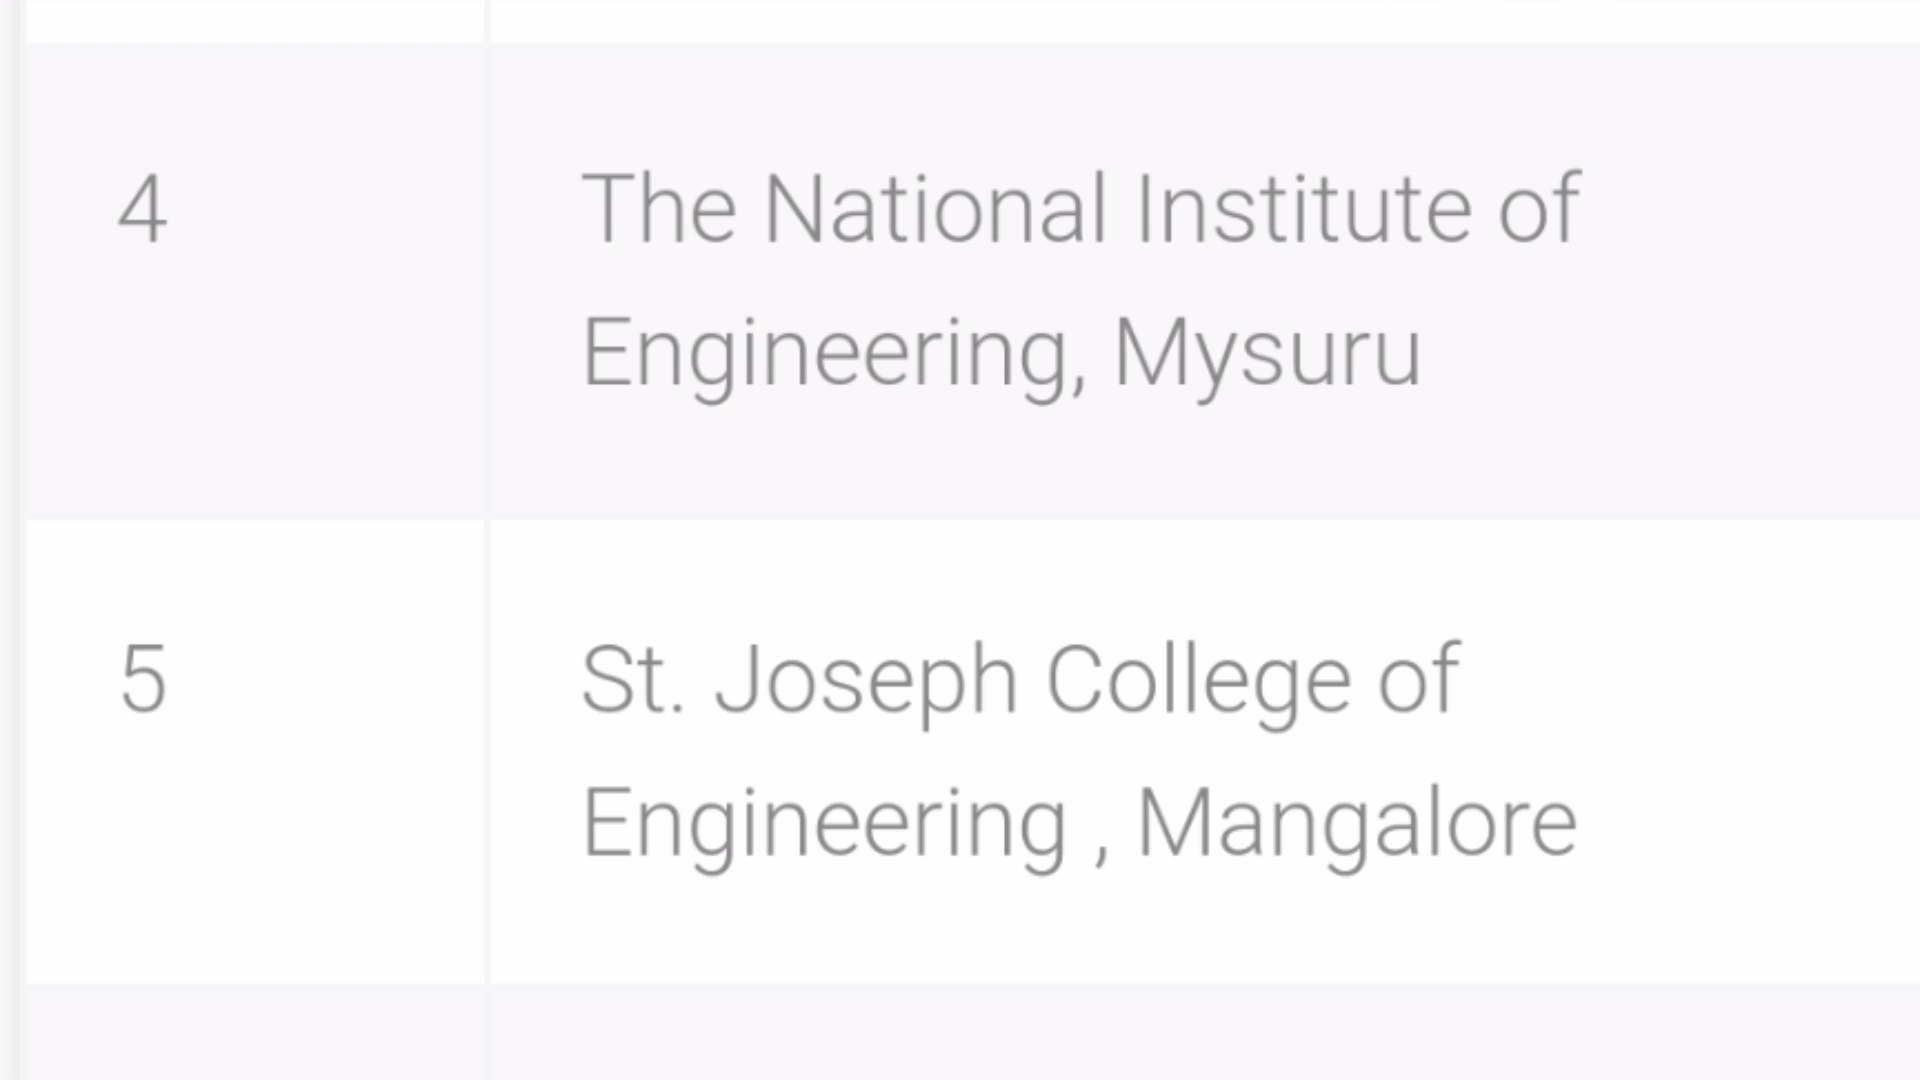 4 The National Institute of
Engineering, Mysuru
5 St. Joseph College of
Engineering , Mangalore